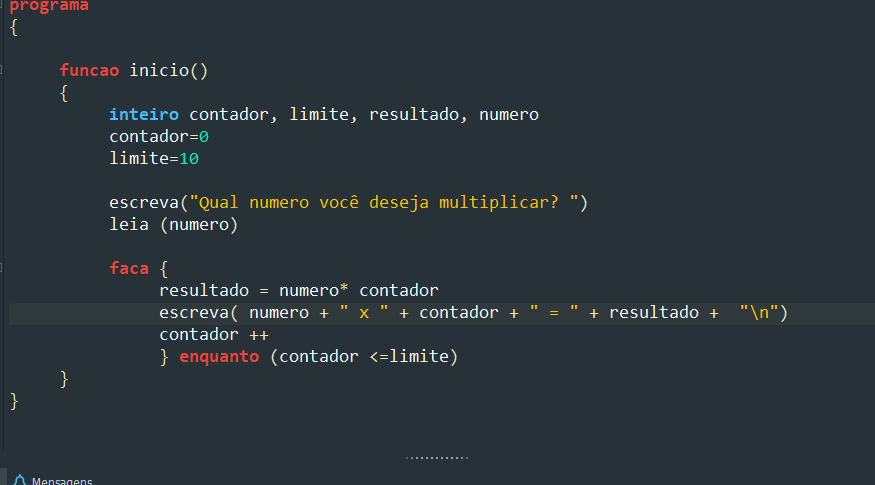 programa
{
funcao inicio()
{
inteiro contador, limite, resultado, numero
contador=0
limite=10
escreva("Qual numero você deseja multiplicar? ")
leia (numero)
faca {
resultado = numero* contador
escreva( numero + " x " + contador + " = " + resultado +  "\n")
contador ++
} enquanto (contador <=limite)
}
}
Mensagens